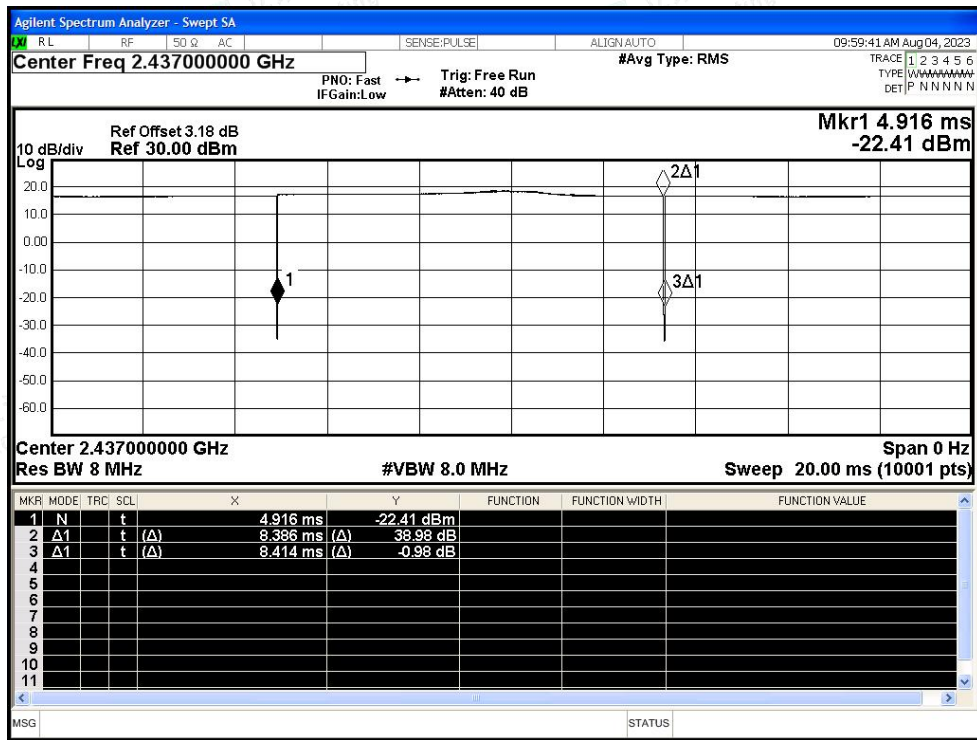 Agilent Spectrum Analyzer - Swept SA
LXI RL RF 50 Ω AC SENSE:PULSE ALIGN AUTO 09:59:41 AM Aug 04, 2023
Center Freq 2.437000000 GHz #Avg Type: RMS TRACE 1 2 3 4 5 6
PNO: Fast Trig: Free Run TYPE WWWWWW
IFGain:Low #Atten: 40 dB DET P N N N N N
Mkr1 4.916 ms
-22.41 dBm
Ref Offset 3.18 dB
10 dB/div Ref 30.00 dBm
Log
20.0
10.0
0.00
-10.0
-20.0
-30.0
-40.0
-50.0
-60.0
2Δ1
1
3Δ1
Center 2.437000000 GHz Span 0 Hz
Res BW 8 MHz #VBW 8.0 MHz Sweep 20.00 ms (10001 pts)
MKR MODE TRC SCL X Y FUNCTION FUNCTION WIDTH FUNCTION VALUE
1 N t 4.916 ms -22.41 dBm
2 Δ1 t (Δ) 8.386 ms (Δ) 38.98 dB
3 Δ1 t (Δ) 8.414 ms (Δ) -0.98 dB
4
5
6
7
8
9
10
11
MSG STATUS